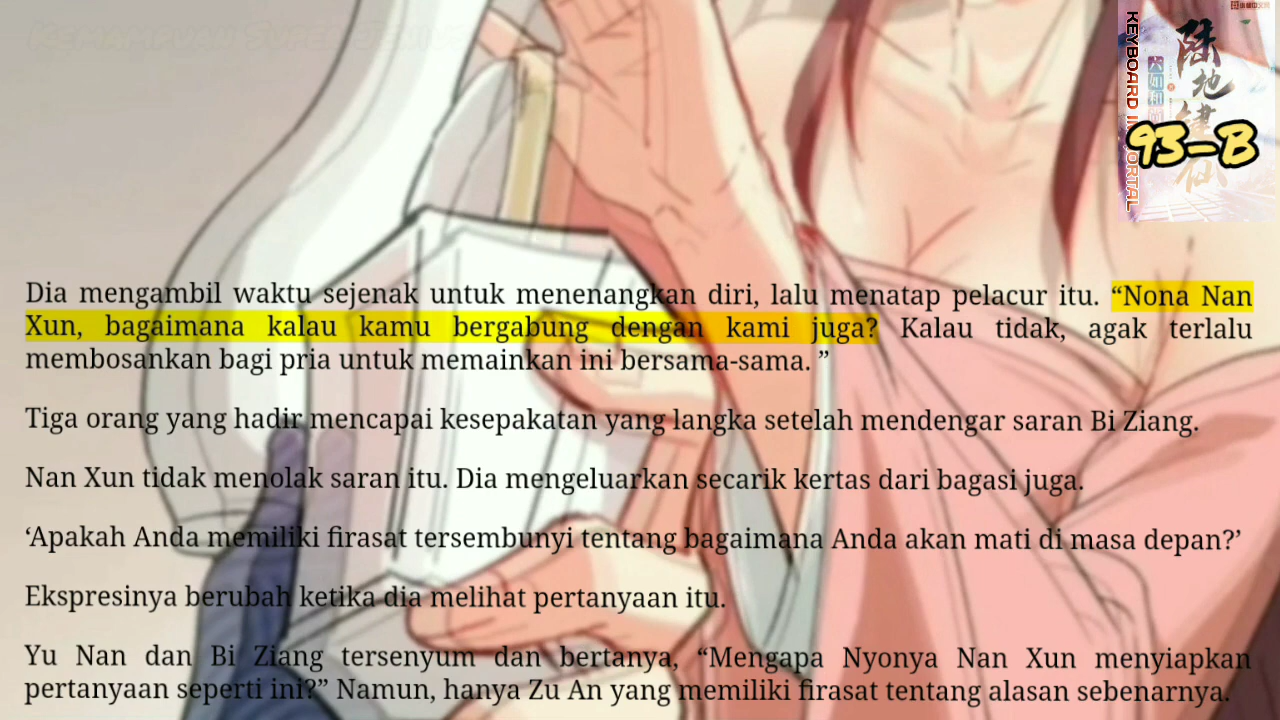 Dia mengambil waktu sejenak untuk menenangkan diri, lalu menatap pelacur itu. “Nona Nan
Xun, bagaimana kalau kamu bergabung dengan kami juga? Kalau tidak, agak terlalu
membosankan bagi pria untuk memainkan ini bersama-sama. ”
Tiga orang yang hadir mencapai kesepakatan yang langka setelah mendengar saran Bi Ziang.
Nan Xun tidak menolak saran itu. Dia mengeluarkan secarik kertas dari bagasi juga.
‘Apakah Anda memiliki firasat tersembunyi tentang bagaimana Anda akan mati di masa depan?’
Ekspresinya berubah ketika dia melihat pertanyaan itu.
Yu Nan dan Bi Ziang tersenyum dan bertanya, “Mengapa Nyonya Nan Xun menyiapkan
pertanyaan seperti ini?” Namun, hanya Zu An yang memiliki firasat tentang alasan sebenarnya.
KEYBOARD
陆地
93-B